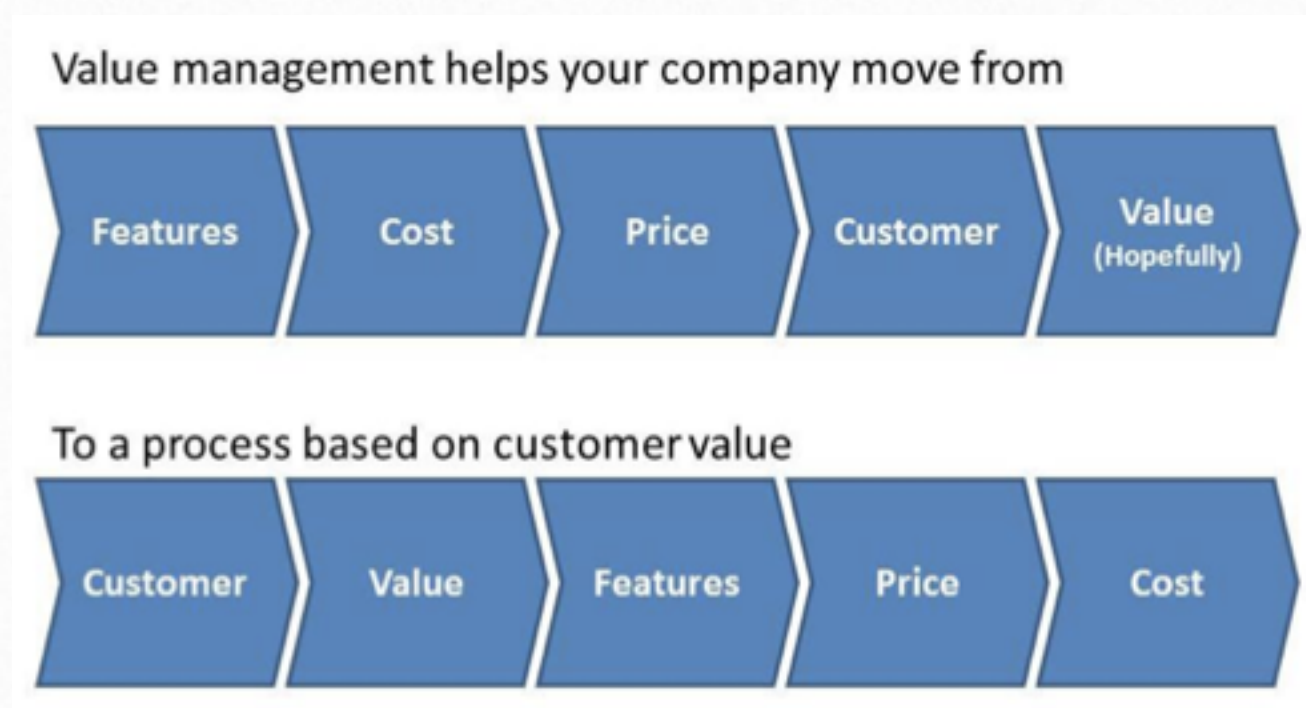 Value management helps your company move from
Features
Cost
Price
Customer
Value
(Hopefully)
To a process based on customer value
Customer
Value
Features
Price
Cost